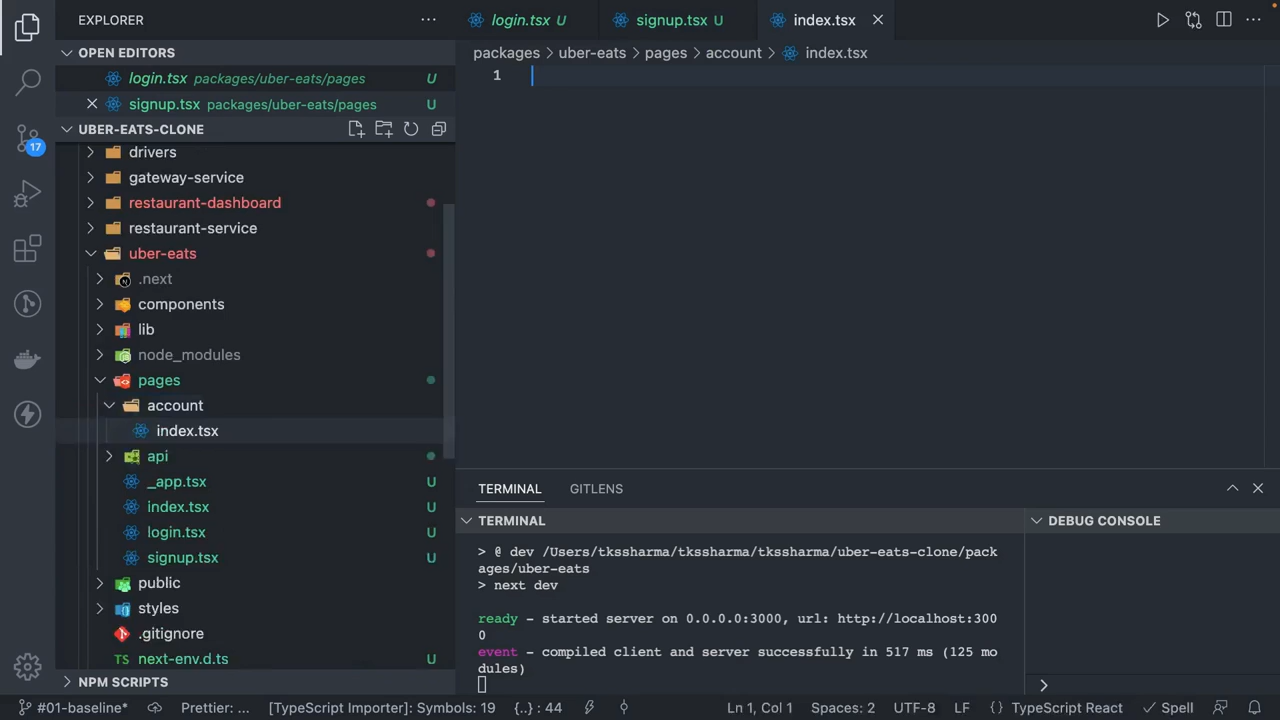 EXPLORER
login.tsx U
signup.tsx U
index.tsx
OPEN EDITORS
login.tsx packages/uber-eats/pages U
signup.tsx packages/uber-eats/pages U
packages > uber-eats > pages > account > index.tsx
1
UBER-EATS-CLONE
17
drivers
gateway-service
restaurant-dashboard
restaurant-service
uber-eats
.next
components
lib
node_modules
pages
account
index.tsx
api
_app.tsx U
index.tsx U
login.tsx U
signup.tsx U
public
styles
.gitignore
TS next-env.d.ts U
NPM SCRIPTS
TERMINAL GITLENS
TERMINAL
DEBUG CONSOLE
> @ dev /Users/tkssharma/tkssharma/tkssharma/uber-eats-clone/pack
ages/uber-eats
> next dev
ready - started server on 0.0.0.0:3000, url: http://localhost:300
0
event - compiled client and server successfully in 517 ms (125 mo
dules)
>
#01-baseline* Prettier: ... [TypeScript Importer]: Symbols: 19 {..} : 44 Ln 1, Col 1 Spaces: 2 UTF-8 LF {} TypeScript React Spell